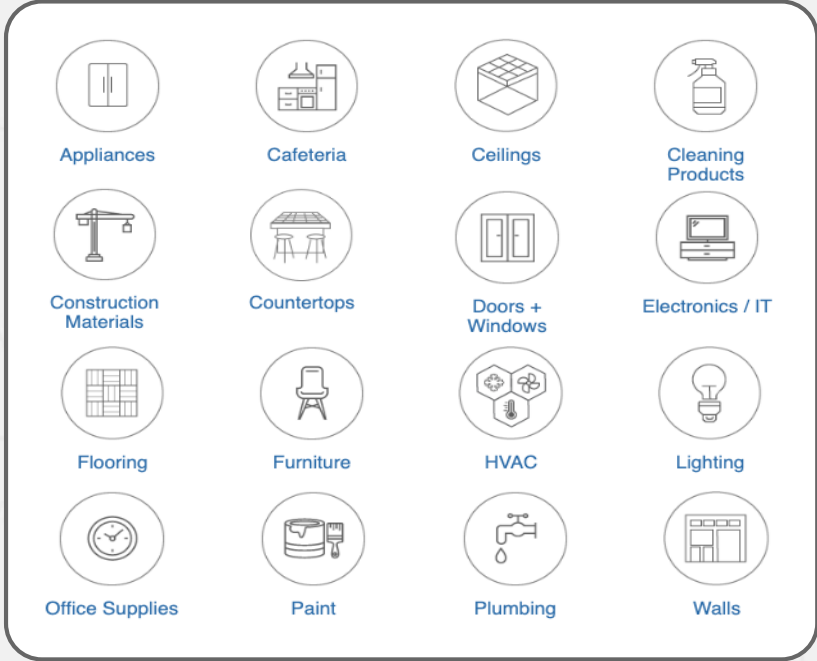 Appliances
Cafeteria
Ceilings
Cleaning
Products
Construction
Materials
Countertops
Doors +
Windows
Electronics / IT
Flooring
Furniture
HVAC
Lighting
Office Supplies
Paint
Plumbing
Walls